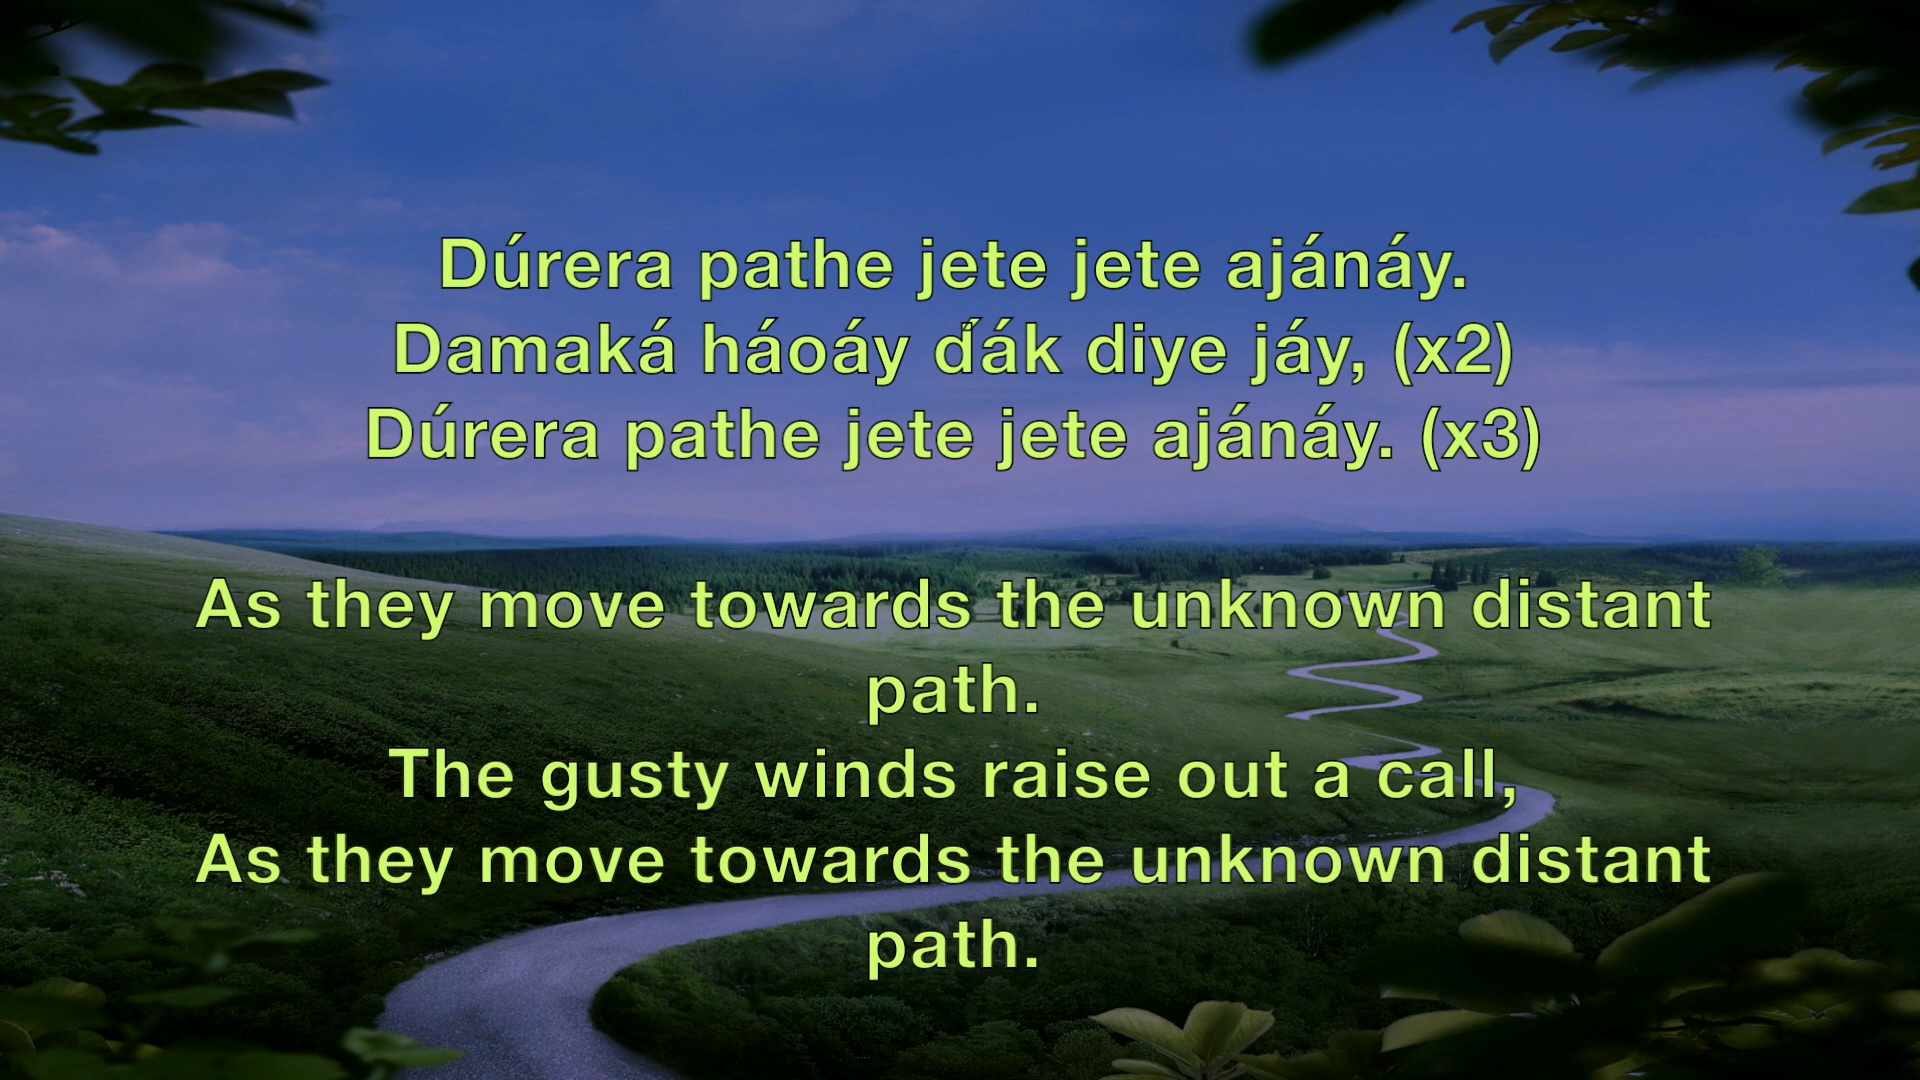 Dúrera pathe jete jete ajánáy.
Damaká háoáy d́ák diye jáy, (x2)
Dúrera pathe jete jete ajánáy. (x3)
As they move towards the unknown distant
path.
The gusty winds raise out a call,
As they move towards the unknown distant
path.